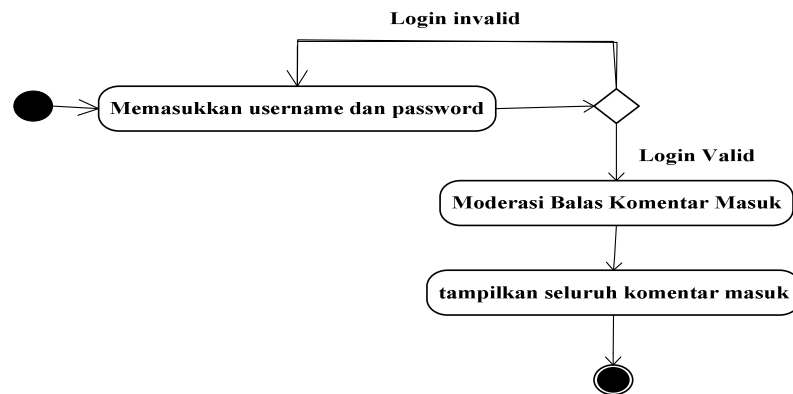 Login invalid
Memasukkan username dan password
Login Valid
Moderasi Balas Komentar Masuk
tampilkan seluruh komentar masuk